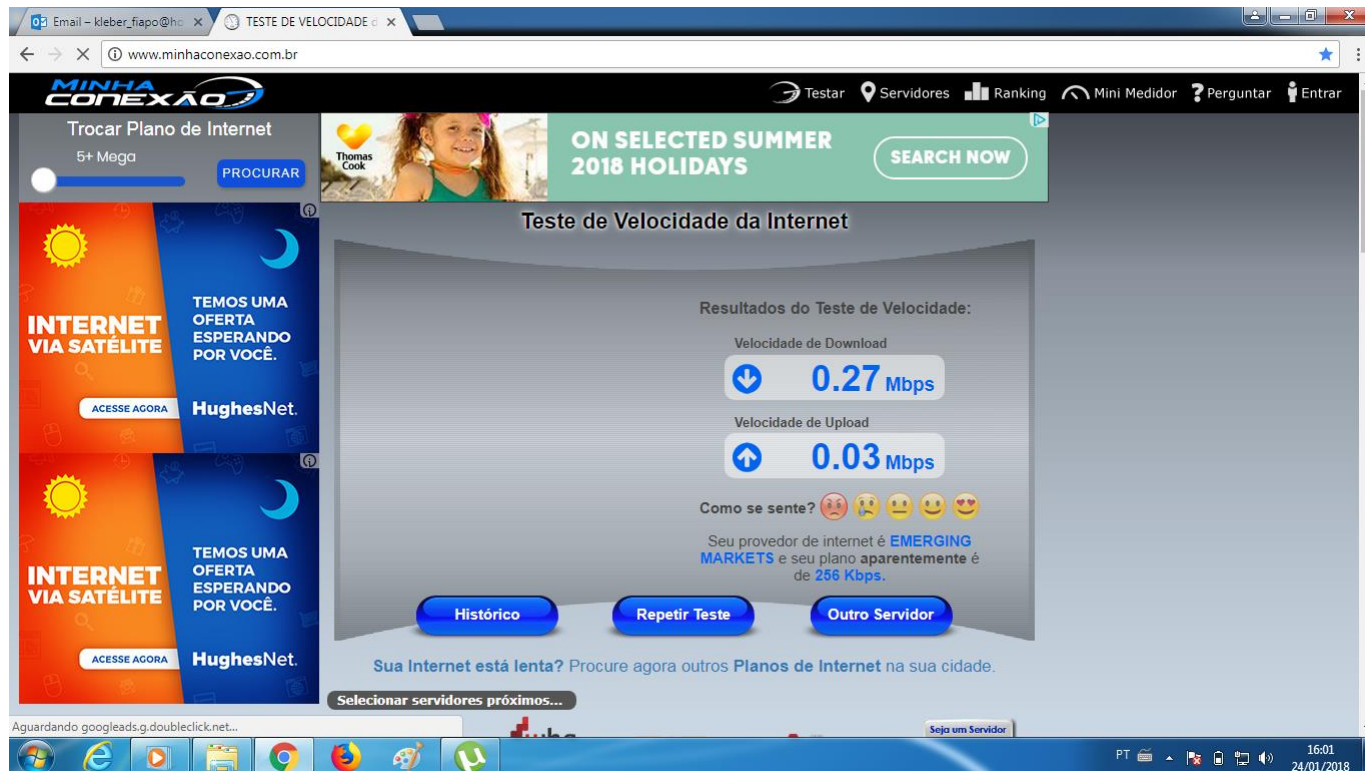 Email – kleber_fiapo@ho
TESTE DE VELOCIDADE d
www.minhaconexao.com.br
MINHA CONEXÃO
Testar Servidores Ranking Mini Medidor Perguntar Entrar
Trocar Plano de Internet
5+ Mega
PROCURAR
Thomas Cook
ON SELECTED SUMMER
2018 HOLIDAYS
SEARCH NOW
Teste de Velocidade da Internet
INTERNET
VIA SATÉLITE
ACESSE AGORA
TEMOS UMA
OFERTA
ESPERANDO
POR VOCÊ.
HughesNet.
Resultados do Teste de Velocidade:
Velocidade de Download
0.27 Mbps
Velocidade de Upload
0.03 Mbps
Como se sente?
Seu provedor de internet é EMERGING
MARKETS e seu plano aparentemente é
de 256 Kbps.
Histórico
Repetir Teste
Outro Servidor
INTERNET
VIA SATÉLITE
ACESSE AGORA
TEMOS UMA
OFERTA
ESPERANDO
POR VOCÊ.
HughesNet.
Sua Internet está lenta? Procure agora outros Planos de Internet na sua cidade.
Selecionar servidores próximos...
Seja um Servidor
Aguardando googleads.g.doubleclick.net...
PT
16:01
24/01/2018